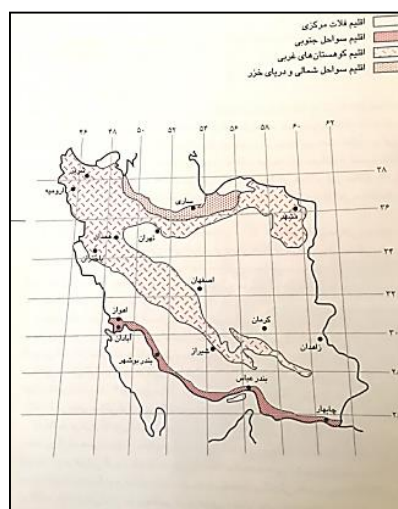 اقلیم فلات مرکزی
اقلیم سواحل جنوبی
اقلیم کوهستان‌های غربی
اقلیم سواحل شمالی و دریای خزر
۴۶ ۴۸ ۵۰ ۵۲ ۵۴ ۵۶ ۵۸ ۶۰ ۶۲
۳۸
تبریز
ارومیه
ساری
مشهد
۳۶
تهران
همدان
باختران
۳۴
اصفهان
۳۲
اهواز
آبادان
کرمان
۳۰
زاهدان
شیراز
بندر بوشهر
۲۸
بندر عباس
چابهار